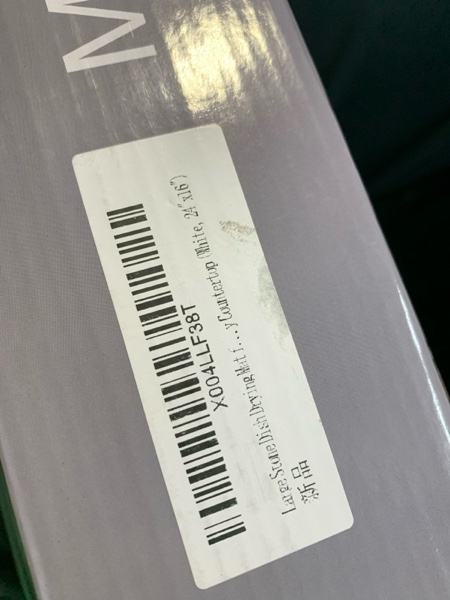 M
X004LLF38T
Large Stone Dish Drying Mat f...y Countertop (White, 24"x16")
新品